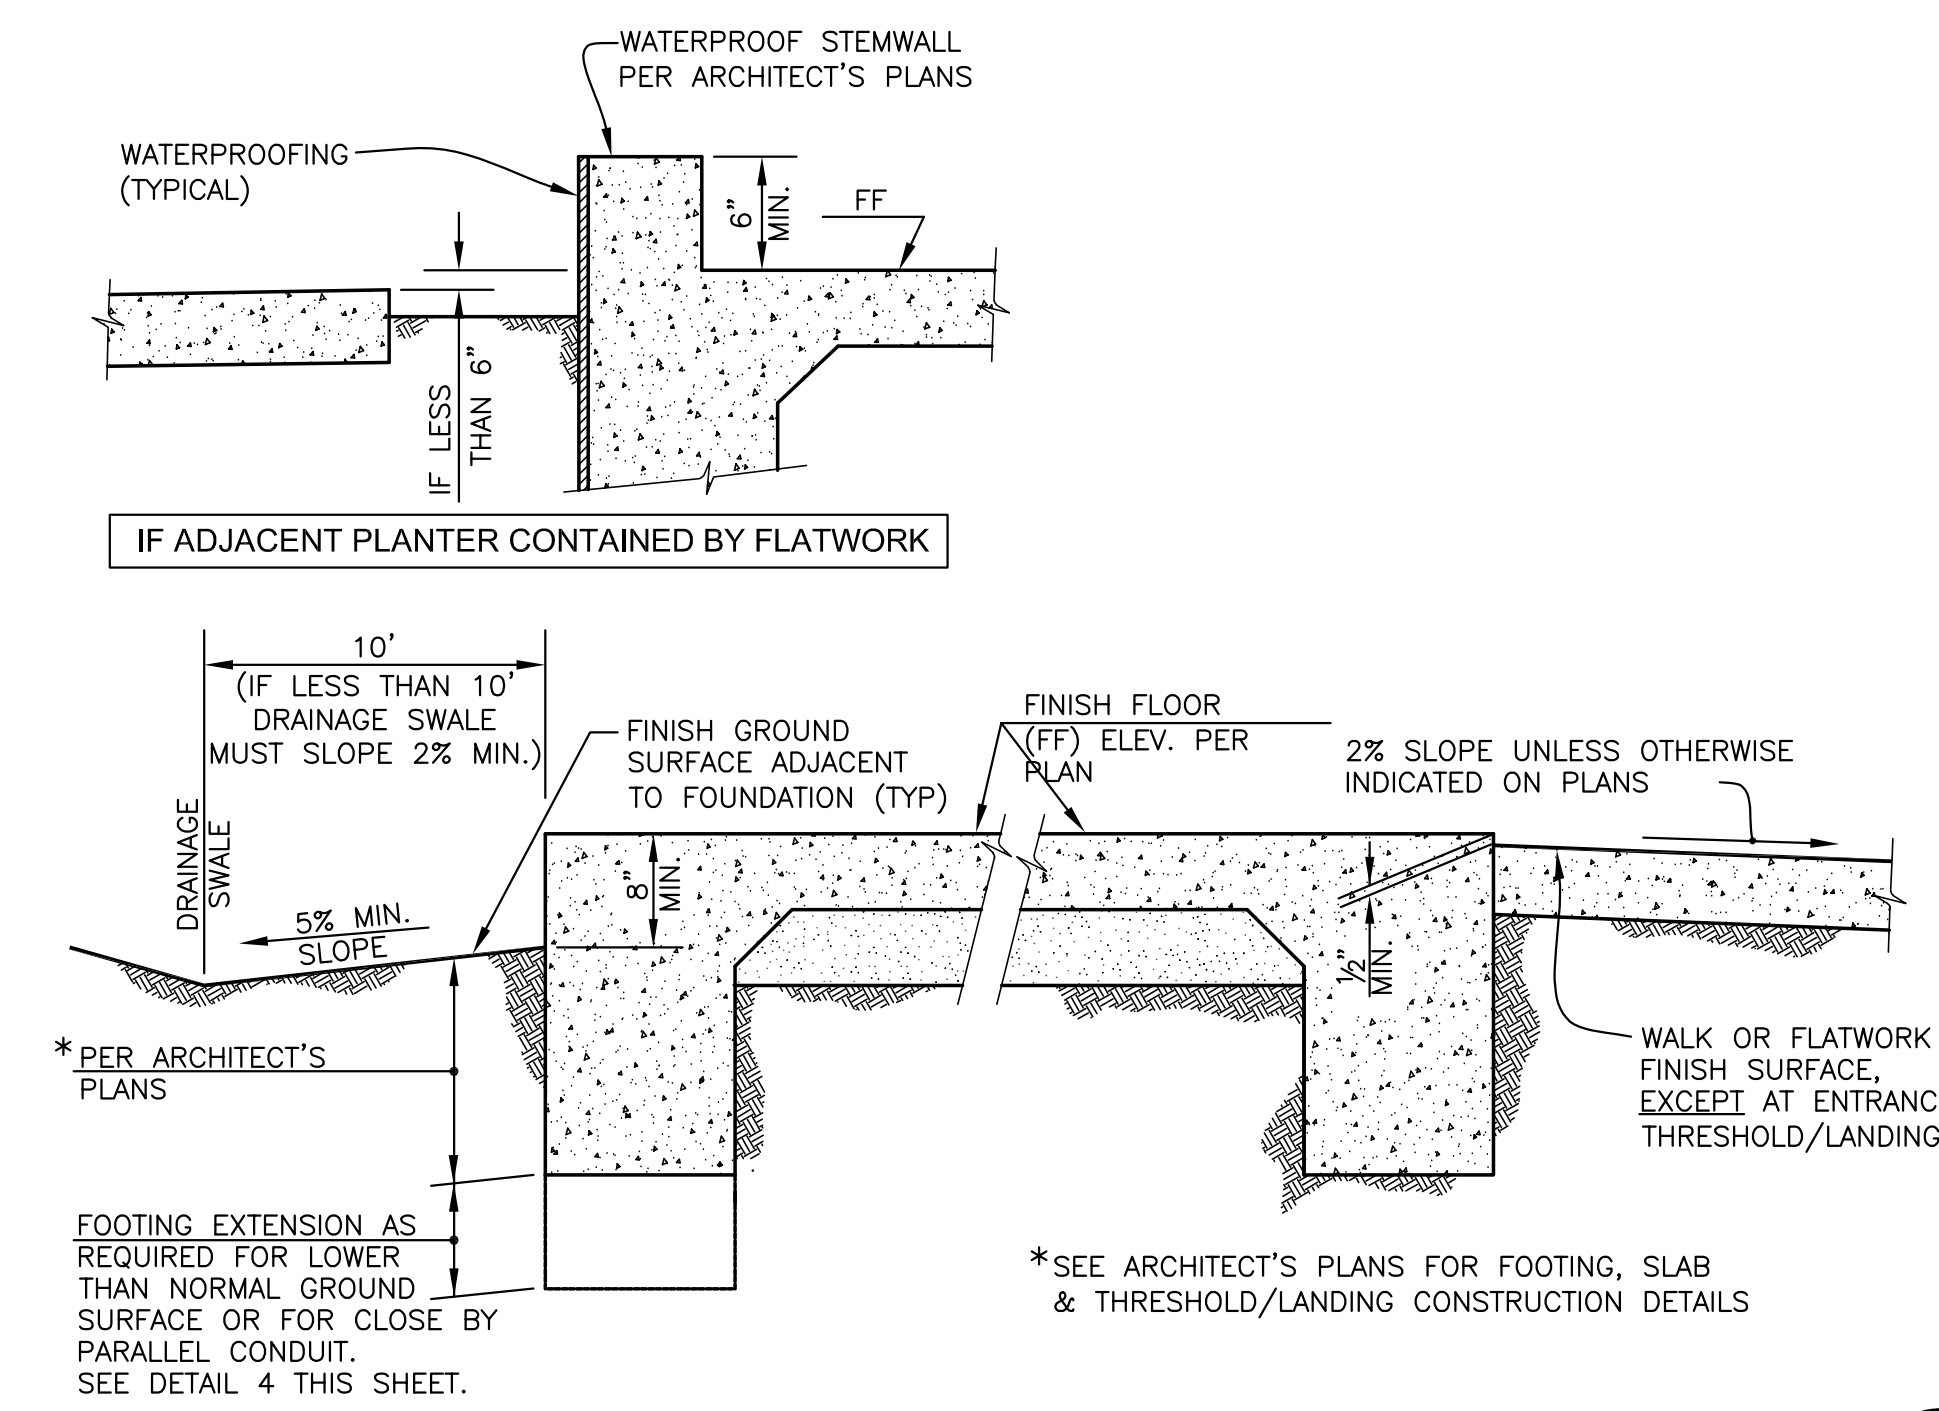 WATERPROOF STEMWALL
PER ARCHITECT'S PLANS
WATERPROOFING
(TYPICAL)
6"
MIN.
FF
IF LESS
THAN 6"
IF ADJACENT PLANTER CONTAINED BY FLATWORK
10'
(IF LESS THAN 10'
DRAINAGE SWALE
MUST SLOPE 2% MIN.)
DRAINAGE
SWALE
5% MIN.
SLOPE
FINISH GROUND
SURFACE ADJACENT
TO FOUNDATION (TYP)
8"
MIN.
FINISH FLOOR
(FF) ELEV. PER
PLAN
2% SLOPE UNLESS OTHERWISE
INDICATED ON PLANS
1/2"
MIN.
WALK OR FLATWORK
FINISH SURFACE,
EXCEPT AT ENTRANC
THRESHOLD/LANDING
* PER ARCHITECT'S
PLANS
FOOTING EXTENSION AS
REQUIRED FOR LOWER
THAN NORMAL GROUND
SURFACE OR FOR CLOSE BY
PARALLEL CONDUIT.
SEE DETAIL 4 THIS SHEET.
* SEE ARCHITECT'S PLANS FOR FOOTING, SLAB
& THRESHOLD/LANDING CONSTRUCTION DETAILS